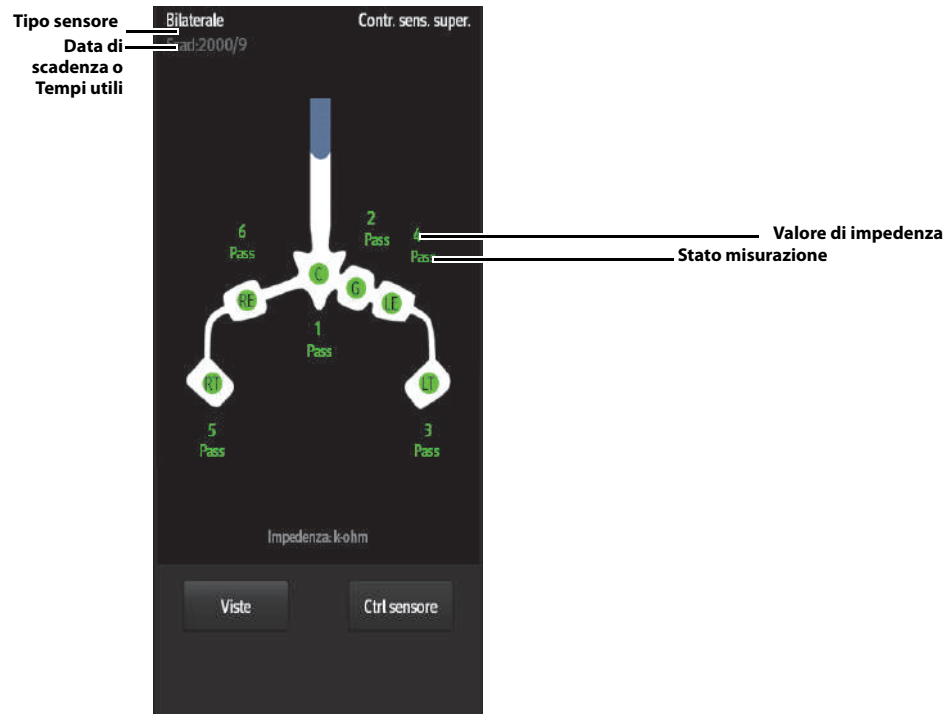 Tipo sensore
Data di
scadenza o
Tempi utili
Bilaterale
Contr. sens. super.
Scad:2000/9
6
Pass
2
Pass
4
Pass
Valore di impedenza
Stato misurazione
C
G
RE
LE
1
Pass
RT
LT
5
Pass
3
Pass
Impedenza: k-ohm
Viste
Ctrl sensore